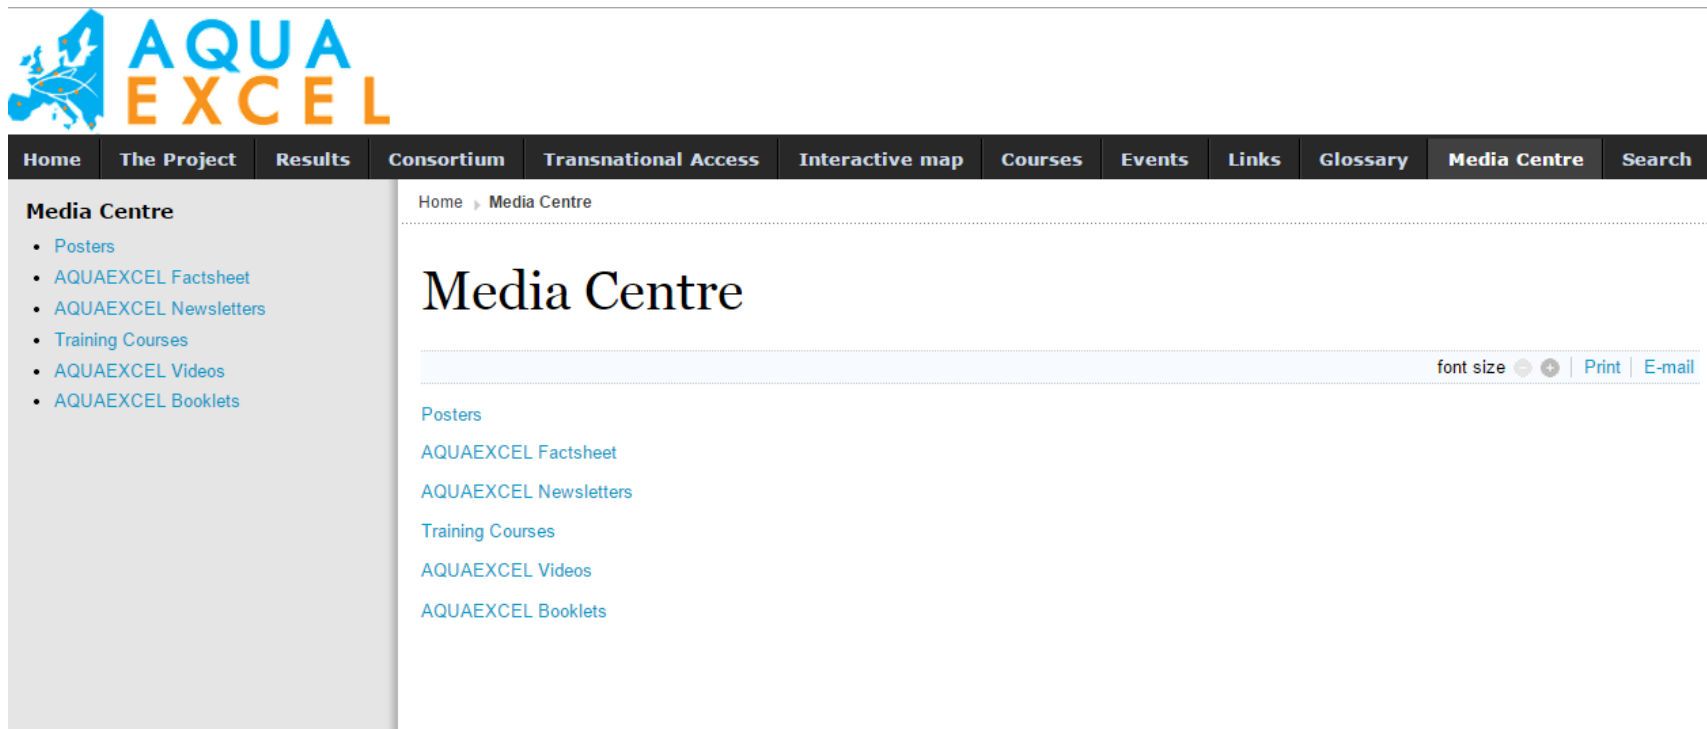 AQUA
EXCEL
Home The Project Results Consortium Transnational Access Interactive map Courses Events Links Glossary Media Centre Search
Media Centre
Posters
AQUAEXCEL Factsheet
AQUAEXCEL Newsletters
Training Courses
AQUAEXCEL Videos
AQUAEXCEL Booklets
Home Media Centre
Media Centre
font size Print E-mail
Posters
AQUAEXCEL Factsheet
AQUAEXCEL Newsletters
Training Courses
AQUAEXCEL Videos
AQUAEXCEL Booklets